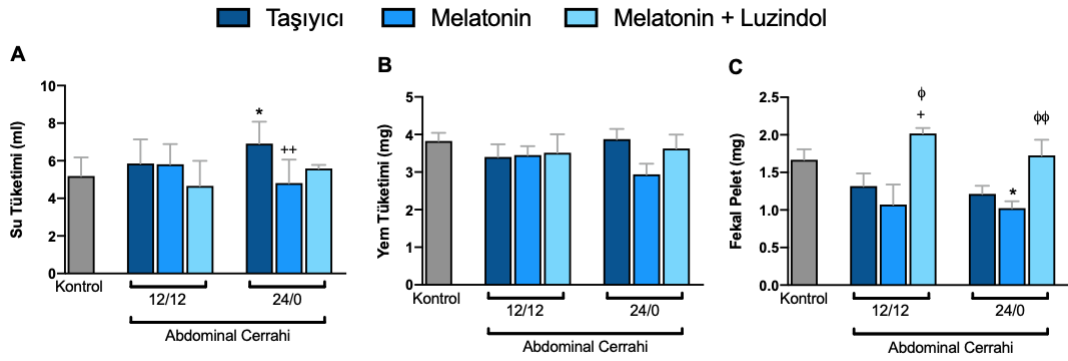 Taşıyıcı Melatonin Melatonin + Luzindol
A
Su Tüketimi (ml)
10
8
6
4
2
0
*
++
Kontrol
12/12
24/0
Abdominal Cerrahi
B
Yem Tüketimi (mg)
5
4
3
2
1
0
Kontrol
12/12
24/0
Abdominal Cerrahi
C
Fekal Pelet (mg)
2.5
2.0
1.5
1.0
0.5
0.0
ϕ
+
*
ϕϕ
Kontrol
12/12
24/0
Abdominal Cerrahi